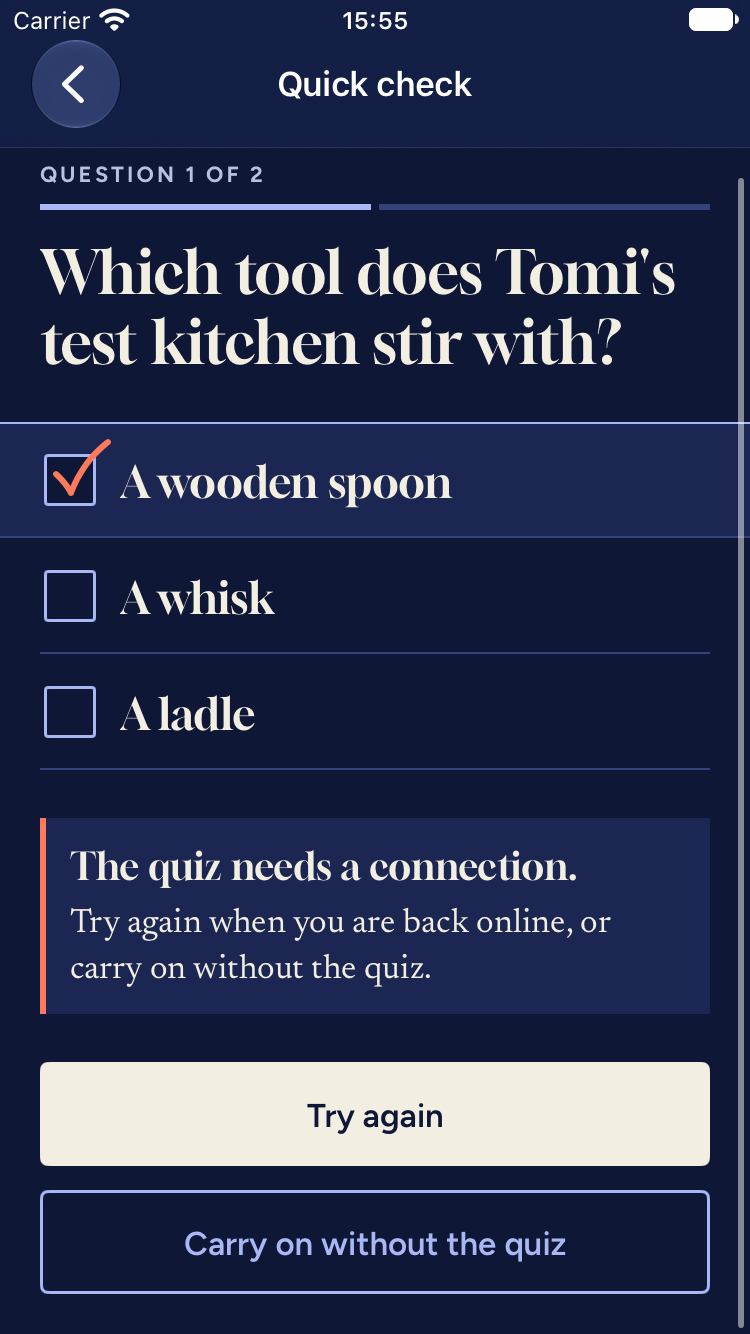 Carrier 15:55
Quick check
QUESTION 1 OF 2
Which tool does Tomi's
test kitchen stir with?
A wooden spoon
A whisk
A ladle
The quiz needs a connection.
Try again when you are back online, or
carry on without the quiz.
Try again
Carry on without the quiz